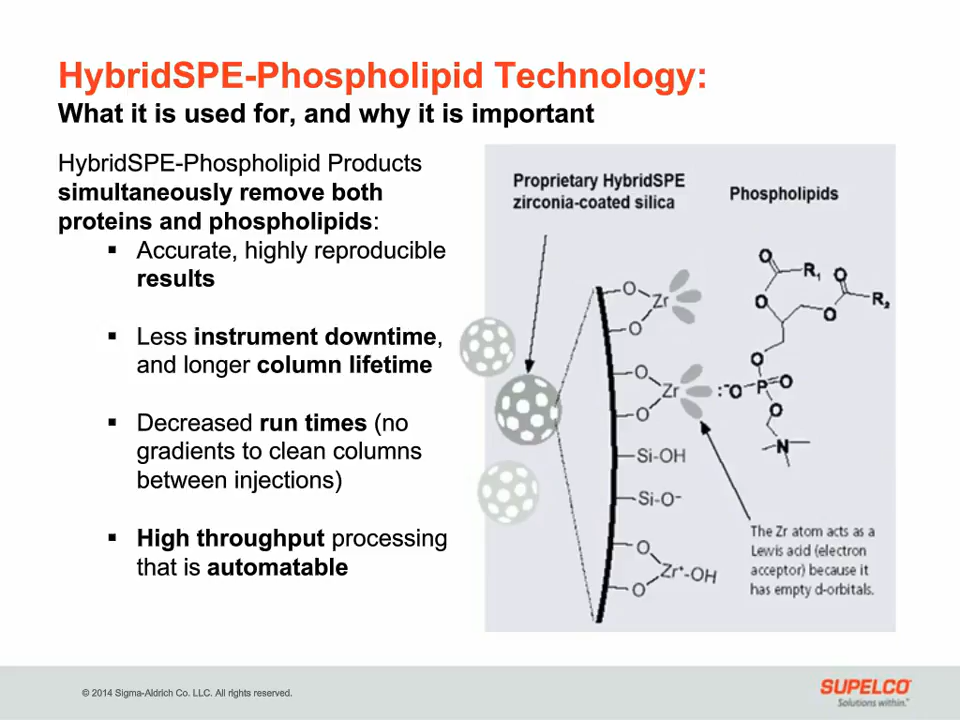 HybridSPE-Phospholipid Technology:
What it is used for, and why it is important
HybridSPE-Phospholipid Products
simultaneously remove both
proteins and phospholipids:
▪ Accurate, highly reproducible
results
▪ Less instrument downtime,
and longer column lifetime
▪ Decreased run times (no
gradients to clean columns
between injections)
▪ High throughput processing
that is automatable
Proprietary HybridSPE
zirconia-coated silica
Phospholipids
O
Zr
O
O
Zr
O
Si-OH
Si-O⁻
O
Zr⁺-OH
O
O
R₁
O
O
R₂
O
O
:⁻O
P
O
O
N
The Zr atom acts as a
Lewis acid (electron
acceptor) because it
has empty d-orbitals.
© 2014 Sigma-Aldrich Co. LLC. All rights reserved.
SUPELCO
Solutions within.™